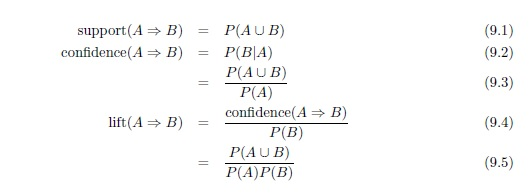 support(A ⇒ B) = P(A ∪ B) (9.1)
confidence(A ⇒ B) = P(B|A) (9.2)
= P(A ∪ B) / P(A) (9.3)
lift(A ⇒ B) = confidence(A ⇒ B) / P(B) (9.4)
= P(A ∪ B) / P(A)P(B) (9.5)